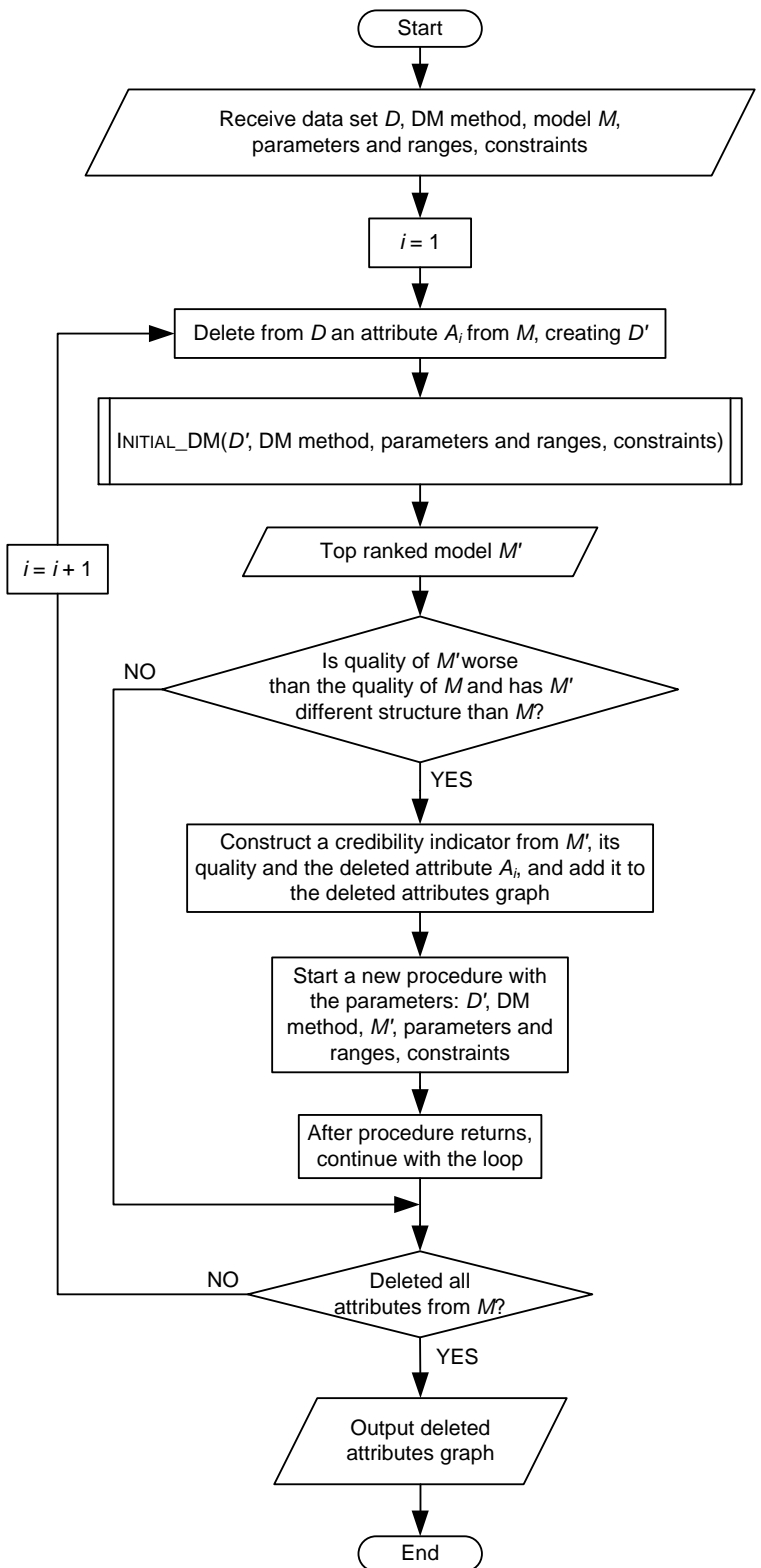 Start
Receive data set D, DM method, model M,
parameters and ranges, constraints
i = 1
Delete from D an attribute Ai from M, creating D'
INITIAL_DM(D', DM method, parameters and ranges, constraints)
Top ranked model M'
i = i + 1
Is quality of M' worse
than the quality of M and has M'
different structure than M?
NO
YES
Construct a credibility indicator from M', its
quality and the deleted attribute Ai, and add it to
the deleted attributes graph
Start a new procedure with
the parameters: D', DM
method, M', parameters and
ranges, constraints
After procedure returns,
continue with the loop
NO
Deleted all
attributes from M?
YES
Output deleted
attributes graph
End